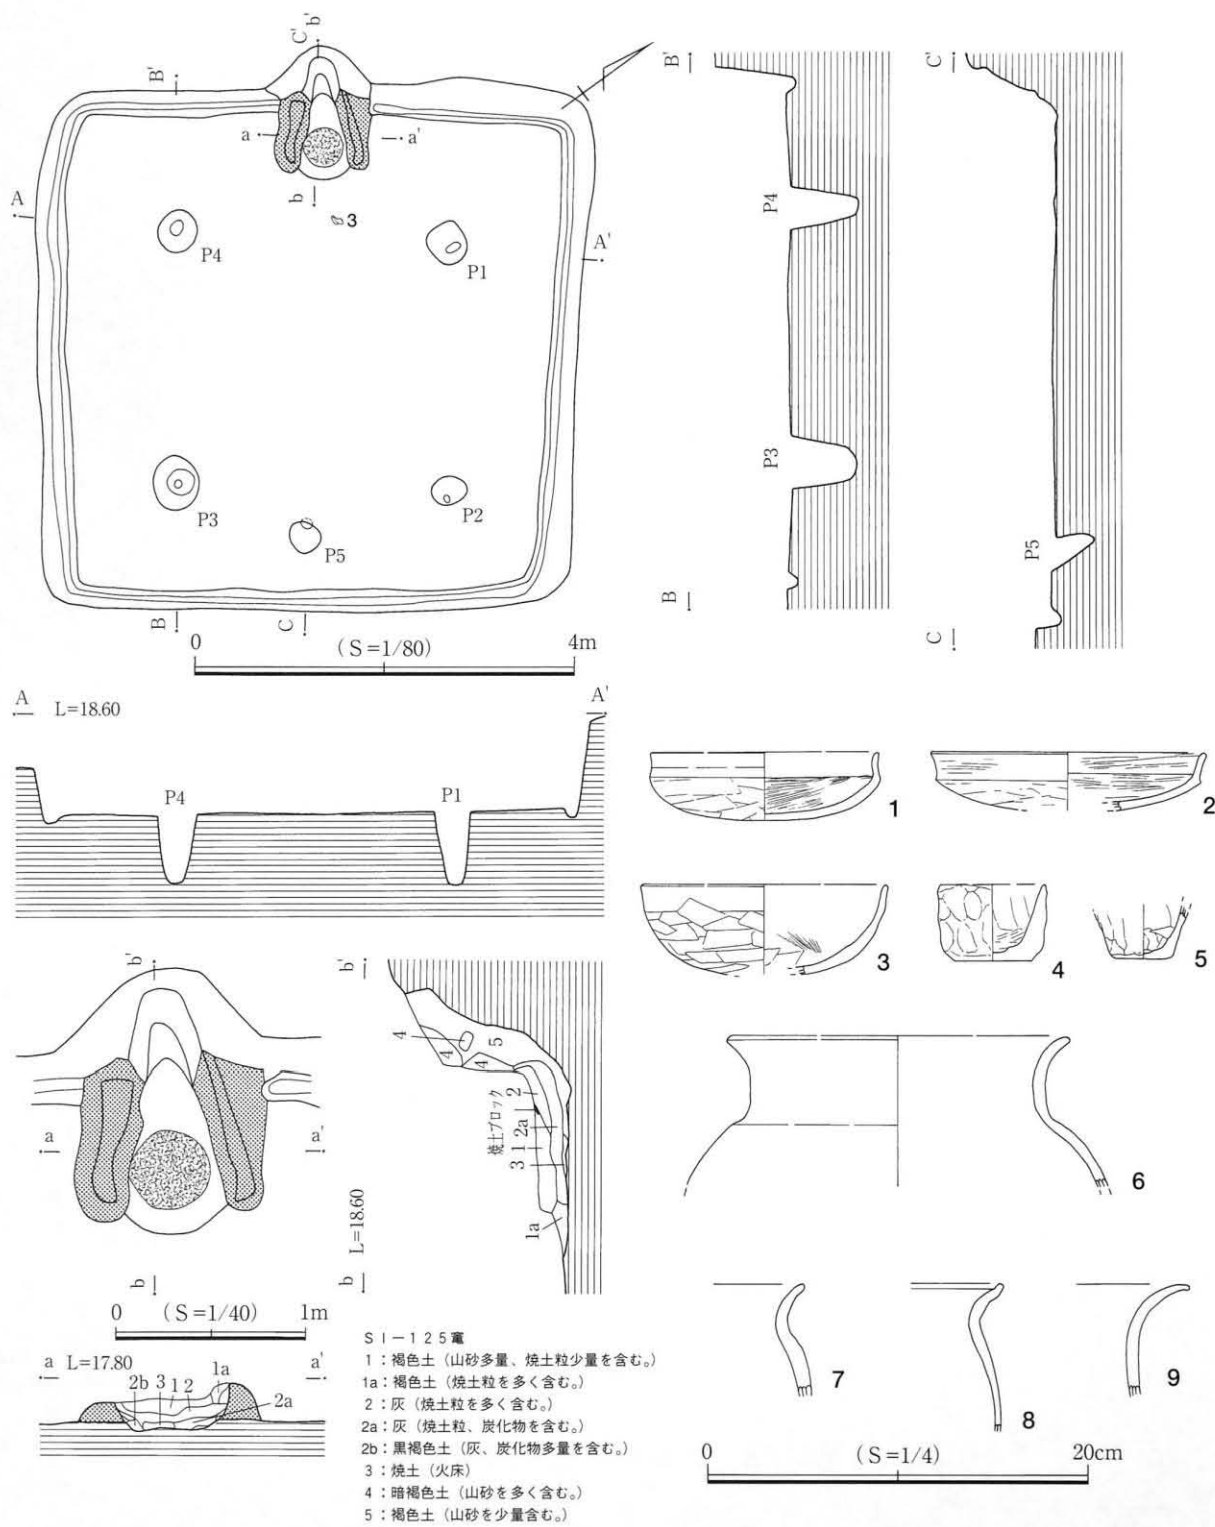 C' b'
B'
a a'
b
3
A
A'
P4
P1
P3
P2
P5
B
C
0 (S=1/80) 4m
B'
P4
P3
B
C'
P5
C
A L=18.60 A'
P4 P1
1
2
3
4
5
6
7
8
9
b'
a a'
b
b'
4
4
5
4
2
焼土ブロック
2a
1
3
1a
b L=18.60
0 (S=1/40) 1m
a L=17.80 a'
2b 3 1 2 1a
2a
SI-125竃
1:褐色土(山砂多量、焼土粒少量を含む。)
1a:褐色土(焼土粒を多く含む。)
2:灰(焼土粒を多く含む。)
2a:灰(焼土粒、炭化物を含む。)
2b:黒褐色土(灰、炭化物多量を含む。)
3:焼土(火床)
4:暗褐色土(山砂を多く含む。)
5:褐色土(山砂を少量含む。)
0 (S=1/4) 20cm